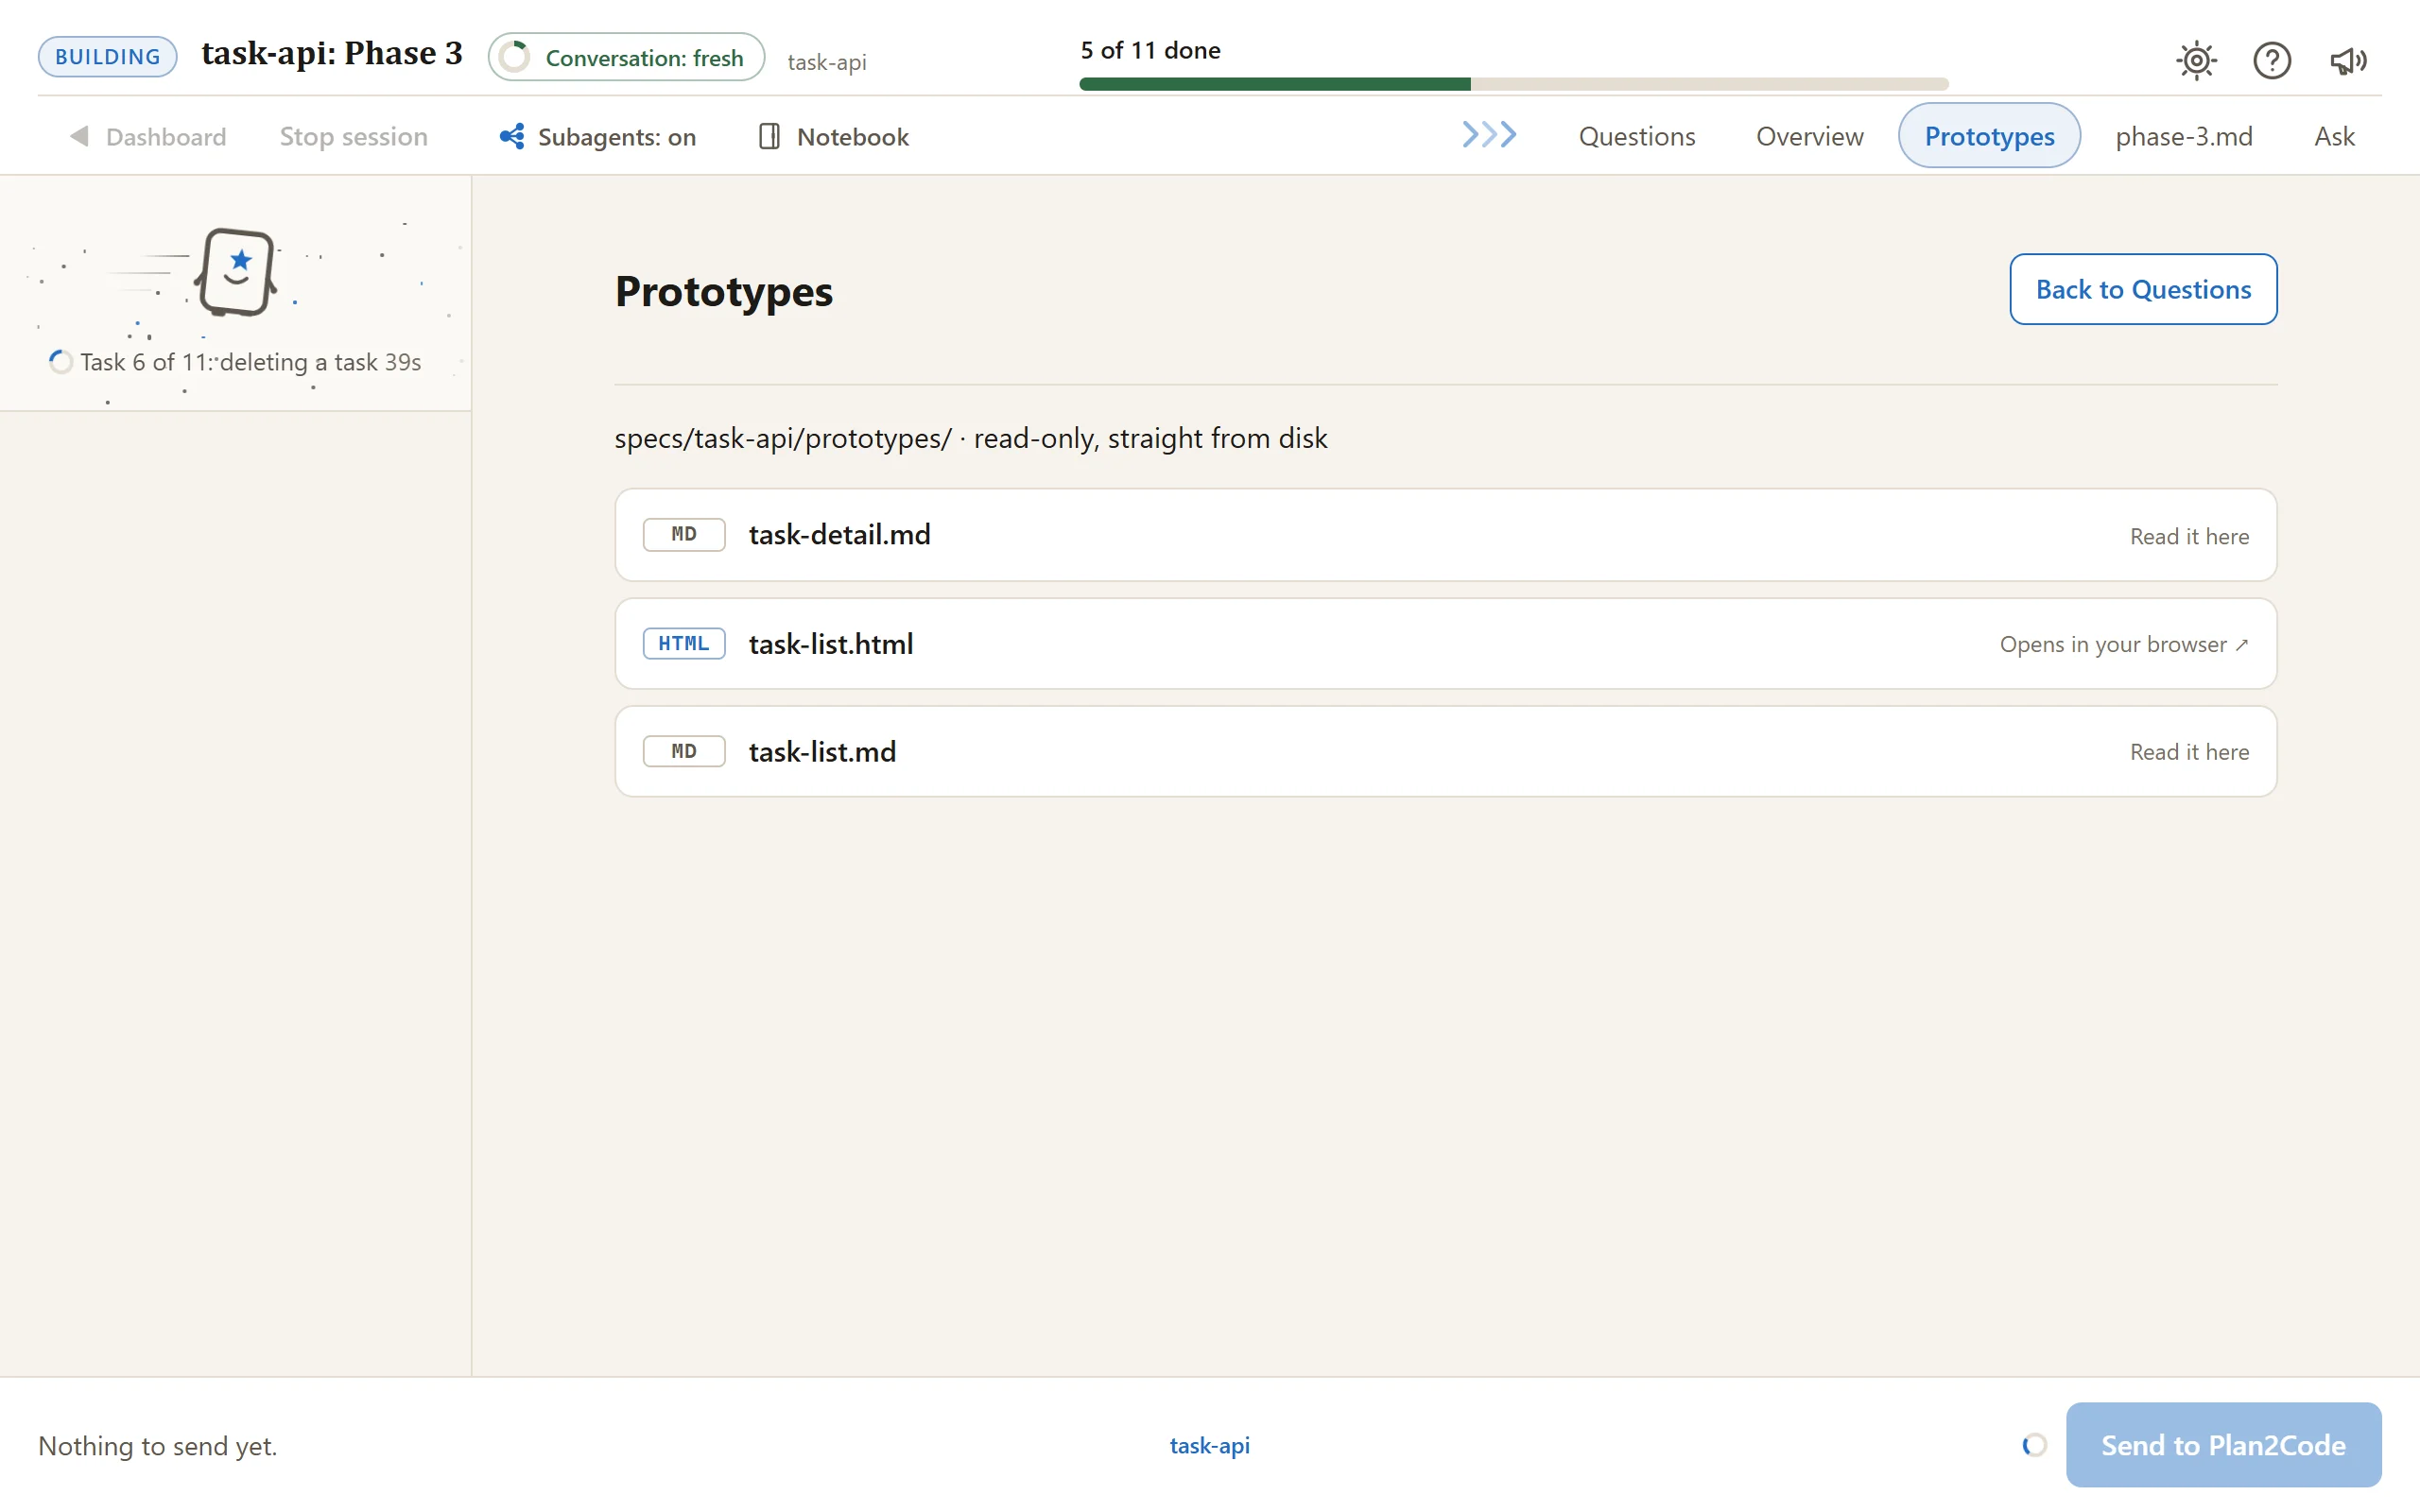 BUILDING
task-api: Phase 3
Conversation: fresh
task-api
5 of 11 done
Dashboard
Stop session
Subagents: on
Notebook
Questions
Overview
Prototypes
phase-3.md
Ask
Task 6 of 11: deleting a task 39s
Prototypes
Back to Questions
specs/task-api/prototypes/ · read-only, straight from disk
MD task-detail.md Read it here
HTML task-list.html Opens in your browser ↗
MD task-list.md Read it here
Nothing to send yet.
task-api
Send to Plan2Code